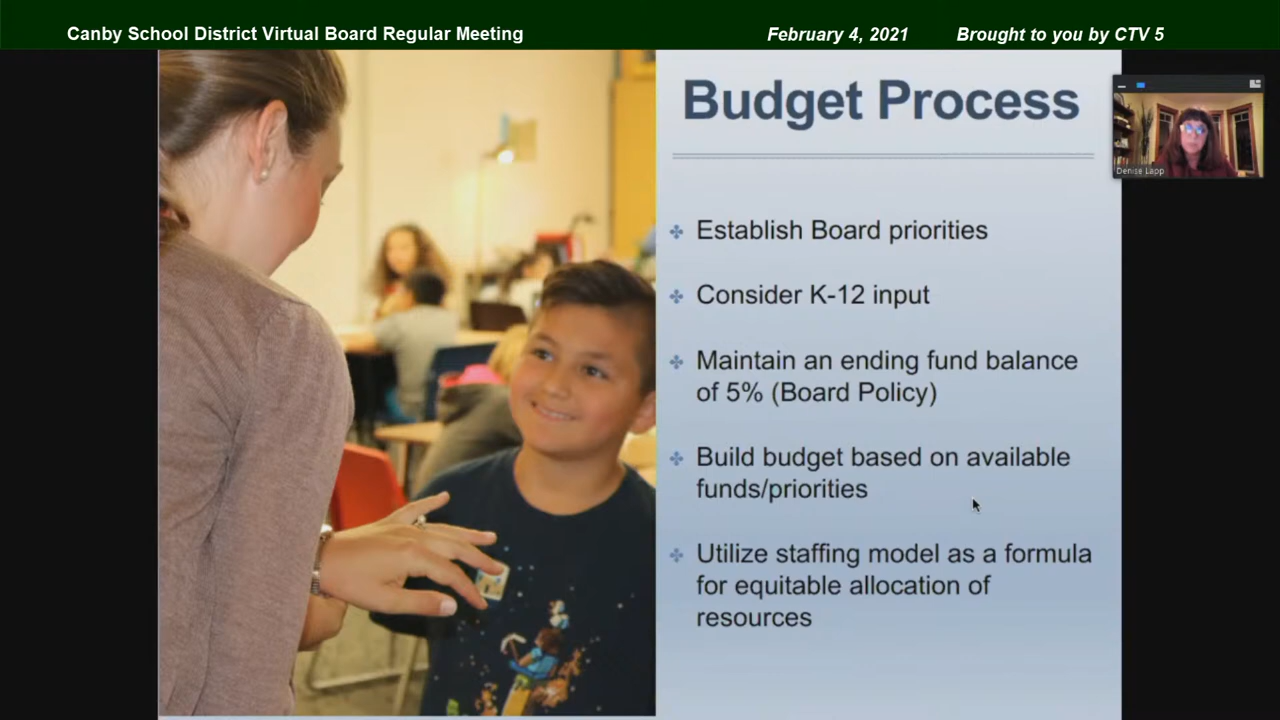 Canby School District Virtual Board Regular Meeting February 4, 2021 Brought to you by CTV 5
Budget Process
Denise Lapp
Establish Board priorities
Consider K-12 input
Maintain an ending fund balance
of 5% (Board Policy)
Build budget based on available
funds/priorities
Utilize staffing model as a formula
for equitable allocation of
resources